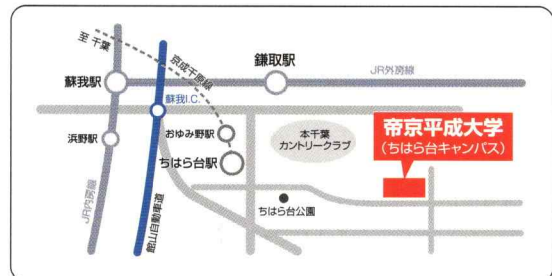 至 千葉
京成千原線
鎌取駅
JR外房線
蘇我駅
蘇我I.C.
浜野駅
おゆみ野駅
ちはら台駅
本千葉
カントリークラブ
帝京平成大学
(ちはら台キャンパス)
ちはら台公園
JR内房線
館山自動車道